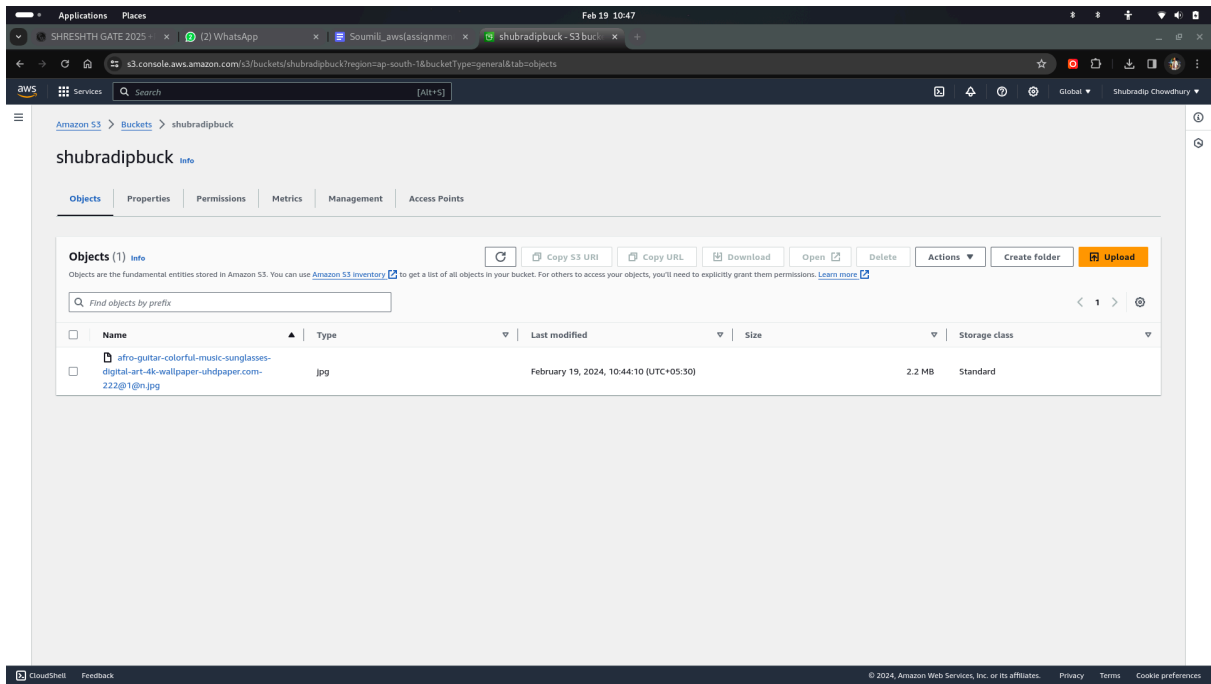 Applications Places Feb 19 10:47
SHRESHTH GATE 2025 (2) WhatsApp Soumili_aws(assignmen shubradipbuck - S3 buck
s3.console.aws.amazon.com/s3/buckets/shubradipbuck?region=ap-south-1&bucketType=general&tab=objects
aws Services Search [Alt+S] Global Shubradip Chowdhury
Amazon S3 > Buckets > shubradipbuck
shubradipbuck Info
Objects Properties Permissions Metrics Management Access Points
Objects (1) Info Copy S3 URI Copy URL Download Open Delete Actions Create folder Upload
Objects are the fundamental entities stored in Amazon S3. You can use Amazon S3 inventory to get a list of all objects in your bucket. For others to access your objects, you'll need to explicitly grant them permissions. Learn more
Find objects by prefix 1
Name Type Last modified Size Storage class
afro-guitar-colorful-music-sunglasses-
digital-art-4k-wallpaper-uhdpaper.com- jpg February 19, 2024, 10:44:10 (UTC+05:30) 2.2 MB Standard
222@1@n.jpg
CloudShell Feedback © 2024, Amazon Web Services, Inc. or its affiliates. Privacy Terms Cookie preferences